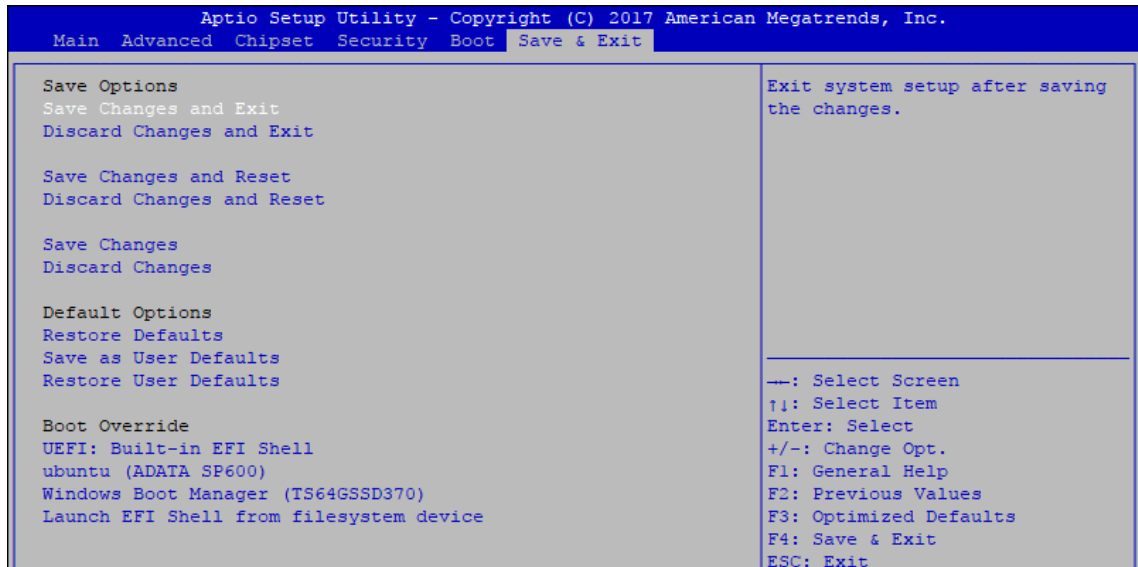 Aptio Setup Utility – Copyright (C) 2017 American Megatrends, Inc.
Main Advanced Chipset Security Boot Save & Exit
Save Options
Save Changes and Exit
Discard Changes and Exit
Save Changes and Reset
Discard Changes and Reset
Save Changes
Discard Changes
Default Options
Restore Defaults
Save as User Defaults
Restore User Defaults
Boot Override
UEFI: Built-in EFI Shell
ubuntu (ADATA SP600)
Windows Boot Manager (TS64GSSD370)
Launch EFI Shell from filesystem device
Exit system setup after saving
the changes.
→←: Select Screen
↑↓: Select Item
Enter: Select
+/-: Change Opt.
F1: General Help
F2: Previous Values
F3: Optimized Defaults
F4: Save & Exit
ESC: Exit